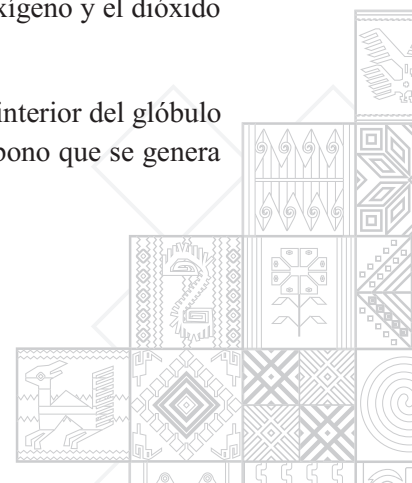 xígeno y el dióxido
interior del glóbulo
bono que se genera